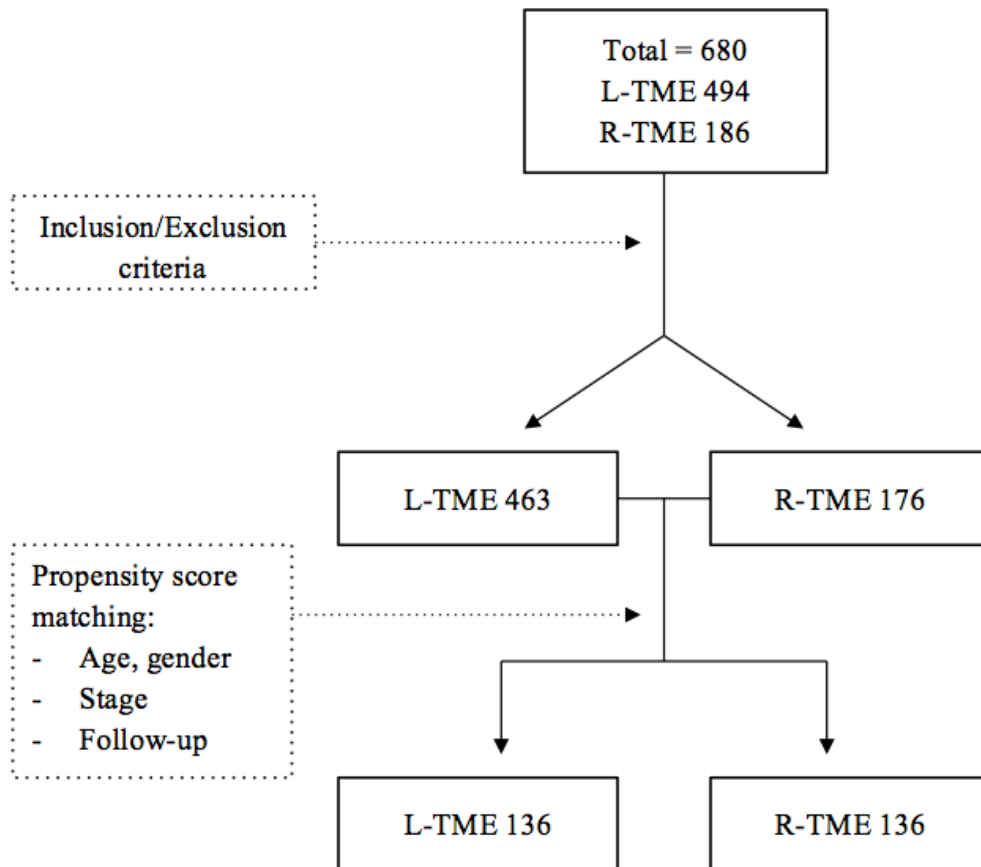 Total = 680
L-TME 494
R-TME 186
Inclusion/Exclusion
criteria
L-TME 463
R-TME 176
Propensity score
matching:
- Age, gender
- Stage
- Follow-up
L-TME 136
R-TME 136